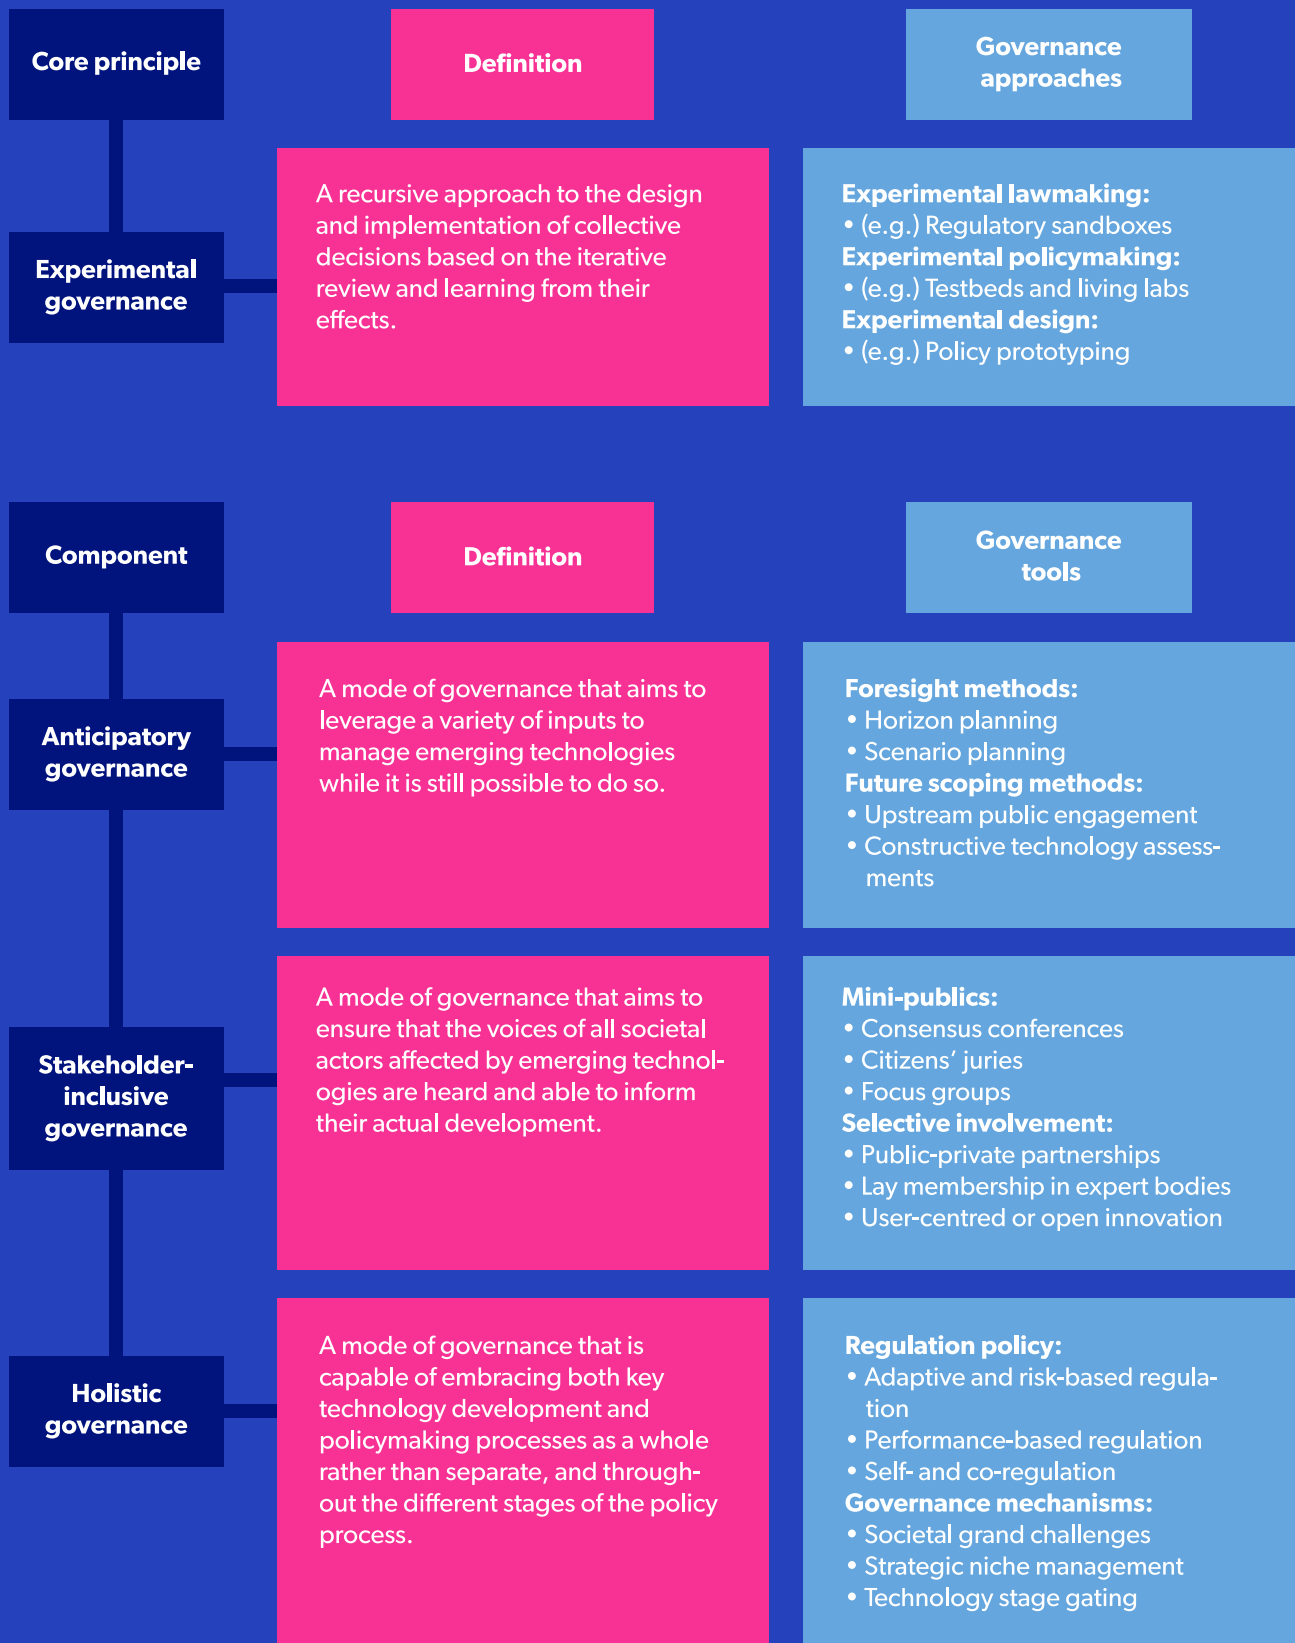 Core principle
Definition
Governance
approaches
Experimental
governance
A recursive approach to the design
and implementation of collective
decisions based on the iterative
review and learning from their
effects.
Experimental lawmaking:
• (e.g.) Regulatory sandboxes
Experimental policymaking:
• (e.g.) Testbeds and living labs
Experimental design:
• (e.g.) Policy prototyping
Component
Definition
Governance
tools
Anticipatory
governance
A mode of governance that aims to
leverage a variety of inputs to
manage emerging technologies
while it is still possible to do so.
Foresight methods:
• Horizon planning
• Scenario planning
Future scoping methods:
• Upstream public engagement
• Constructive technology assess-
ments
Stakeholder-
inclusive
governance
A mode of governance that aims to
ensure that the voices of all societal
actors affected by emerging technol-
ogies are heard and able to inform
their actual development.
Mini-publics:
• Consensus conferences
• Citizens’ juries
• Focus groups
Selective involvement:
• Public-private partnerships
• Lay membership in expert bodies
• User-centred or open innovation
Holistic
governance
A mode of governance that is
capable of embracing both key
technology development and
policymaking processes as a whole
rather than separate, and through-
out the different stages of the policy
process.
Regulation policy:
• Adaptive and risk-based regula-
tion
• Performance-based regulation
• Self- and co-regulation
Governance mechanisms:
• Societal grand challenges
• Strategic niche management
• Technology stage gating